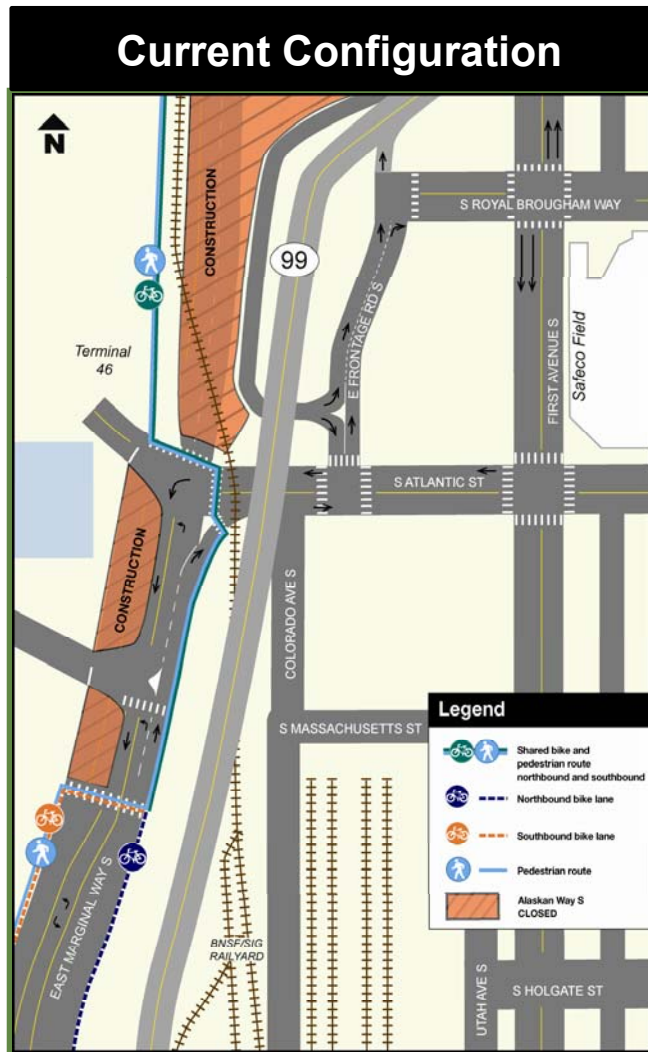 Current Configuration
N
CONSTRUCTION
S ROYAL BROUGHAM WAY
99
E FRONTAGE RD S
FIRST AVENUE S
Safeco Field
Terminal
46
S ATLANTIC ST
CONSTRUCTION
COLORADO AVE S
S MASSACHUSETTS ST
Legend
Shared bike and
pedestrian route
northbound and southbound
Northbound bike lane
Southbound bike lane
Pedestrian route
Alaskan Way S
CLOSED
EAST MARGINAL WAY S
BNSF/SIG
RAILYARD
UTAH AVE S
S HOLGATE ST